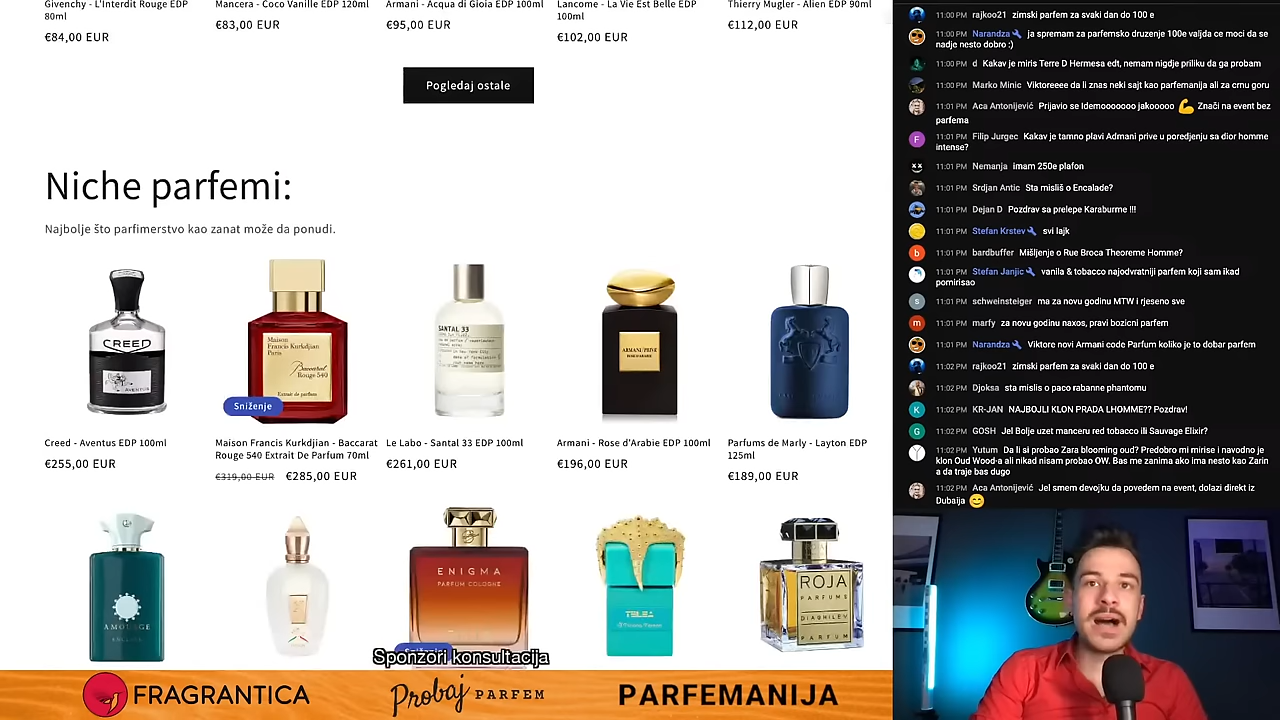 Givenchy - L'Interdit Rouge EDP
80ml
€84,00 EUR
Mancera - Coco Vanille EDP 120ml
€83,00 EUR
Armani - Acqua di Gioia EDP 100ml
€95,00 EUR
Lancome - La Vie Est Belle EDP
100ml
€102,00 EUR
Thierry Mugler - Alien EDP 90ml
€112,00 EUR
Pogledaj ostale
Niche parfemi:
Najbolje što parfimerstvo kao zanat može da ponudi.
CREED
AVENTUS
Maison
Francis Kurkdjian
Paris
Baccarat
Rouge 540
Extrait de parfum
Sniženje
SANTAL 33
ARMANI/PRIVE
Creed - Aventus EDP 100ml
€255,00 EUR
Maison Francis Kurkdjian - Baccarat
Rouge 540 Extrait De Parfum 70ml
€319,00 EUR €285,00 EUR
Le Labo - Santal 33 EDP 100ml
€261,00 EUR
Armani - Rose d'Arabie EDP 100ml
€196,00 EUR
Parfums de Marly - Layton EDP
125ml
€189,00 EUR
AMOUAGE
ENIGMA
PARFUM COLOGNE
ROJA
PARFUMS
DIAGHILEV
PARFUM
Sponzori konsultacija
FRAGRANTICA
Probaj PARFEM
PARFEMANIJA
11:00 PM rajkoo21 zimski parfem za svaki dan do 100 e
11:00 PM Narandza ja spremam za parfemsko druzenje 100e valjda ce moci da se
nadje nesto dobro :)
11:00 PM d Kakav je miris Terre D Hermesa edt, nemam nigdje priliku da ga probam
11:00 PM Marko Minic Viktoreeee da li znas neki sajt kao parfemanija ali za crnu goru
11:01 PM Aca Antonijević Prijavio se Idemooooooo jakooooo 💪 Znači na event bez
parfema
11:01 PM Filip Jurgec Kakav je tamno plavi Admani prive u poredjenju sa dior homme
intense?
11:01 PM Nemanja imam 250e plafon
11:01 PM Srdjan Antic Sta misliš o Encalade?
11:01 PM Dejan D Pozdrav sa prelepe Karaburme !!!
11:01 PM Stefan Krstev svi lajk
11:01 PM bardbuffer Mišljenje o Rue Broca Theoreme Homme?
11:01 PM Stefan Janjic vanila & tobacco najodvratniji parfem koji sam ikad
pomirisao
11:01 PM schweinsteiger ma za novu godinu MTW i rjeseno sve
11:01 PM marfy za novu godinu naxos, pravi bozicni parfem
11:01 PM Narandza Viktore novi Armani code Parfum koliko je to dobar parfem
11:02 PM rajkoo21 zimski parfem za svaki dan do 100 e
11:02 PM Djoksa sta mislis o paco rabanne phantomu
11:02 PM KR-JAN NAJBOJLI KLON PRADA LHOMME?? Pozdrav!
11:02 PM GOSH Jel Bolje uzet manceru red tobacco ili Sauvage Elixir?
11:02 PM Yutum Da li si probao Zara blooming oud? Predobro mi mirise i navodno je
klon Oud Wood-a ali nikad nisam probao OW. Bas me zanima ako ima nesto kao Zarin
a da traje bas dugo
11:02 PM Aca Antonijević Jel smem devojku da povedem na event, dolazi direkt iz
Dubaija 😊